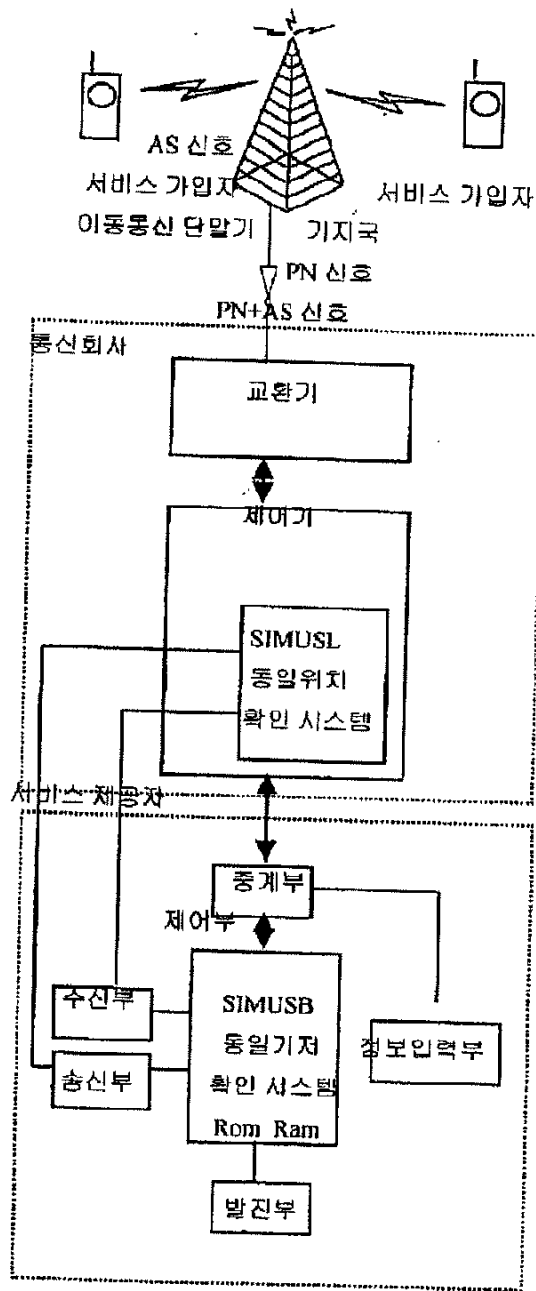 AS 신호
서비스 가입자
이동통신 단말기
기지국
서비스 가입자
PN 신호
PN+AS 신호
통신회사
교환기
제어기
SIMUSL
동일위치
확인 시스템
서비스 제공자
중계부
제어부
수신부
송신부
SIMUSB
동일기저
확인 시스템
Rom Ram
정보입력부
발진부